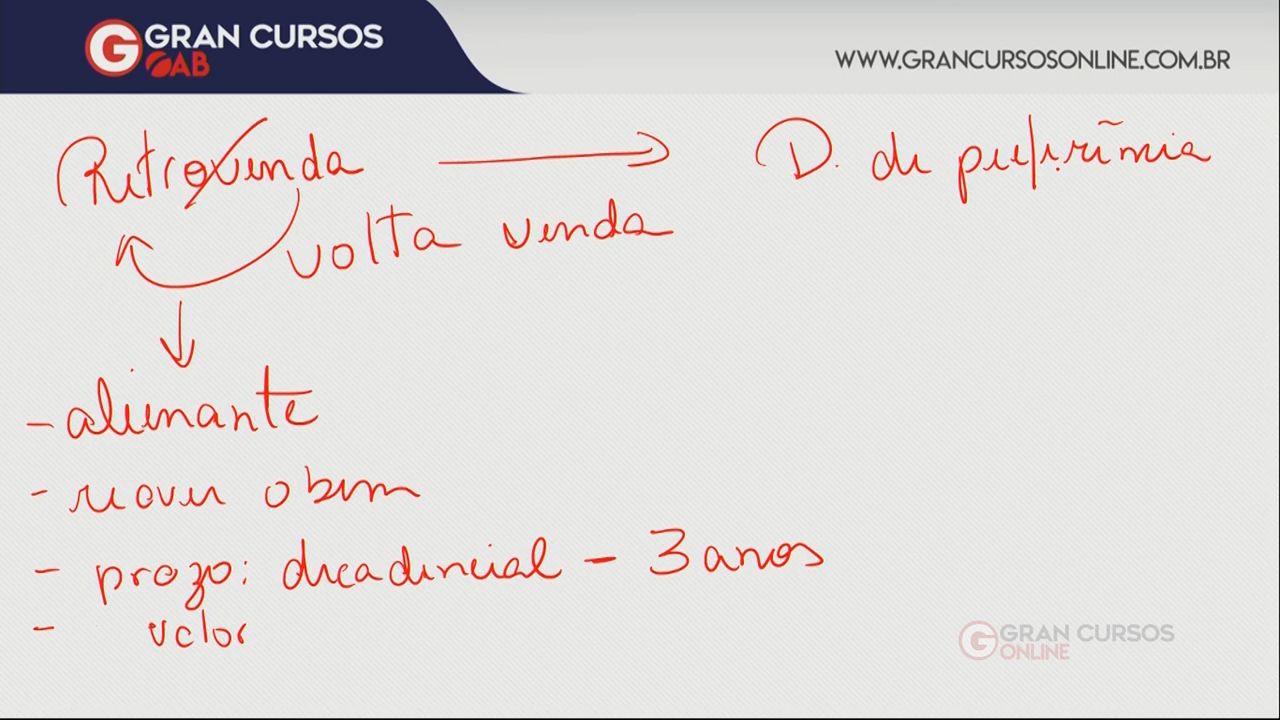 GRAN CURSOS
OAB
WWW.GRANCURSOSONLINE.COM.BR
Retrovenda → D. de preferência
volta venda
- alienante
- reaver o bem
- prazo: decadencial - 3 anos
- valor
GRAN CURSOS
ONLINE